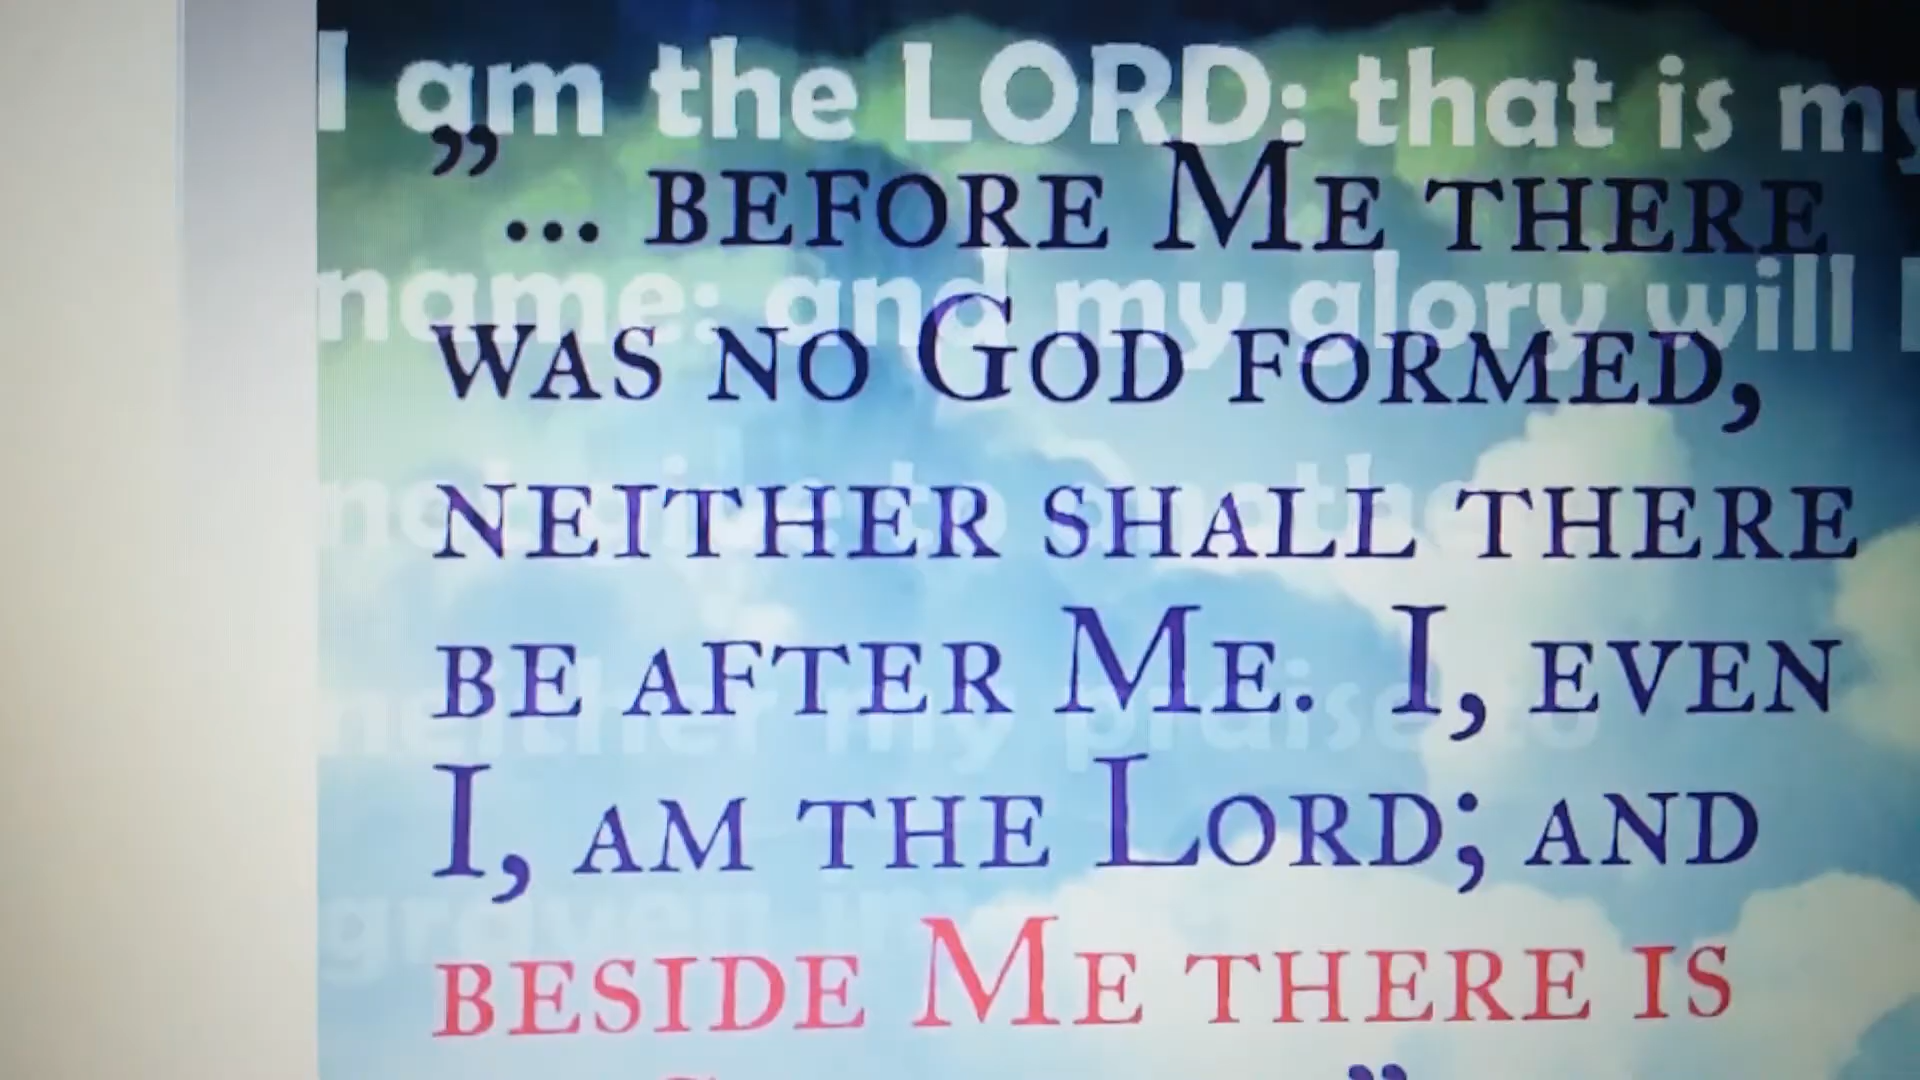 I am the LORD: that is my
”... BEFORE ME THERE
name: and my glory will
WAS NO GOD FORMED,
NEITHER SHALL THERE
BE AFTER ME. I, EVEN
neither my praise to
I, AM THE LORD; AND
graven
BESIDE ME THERE IS
”